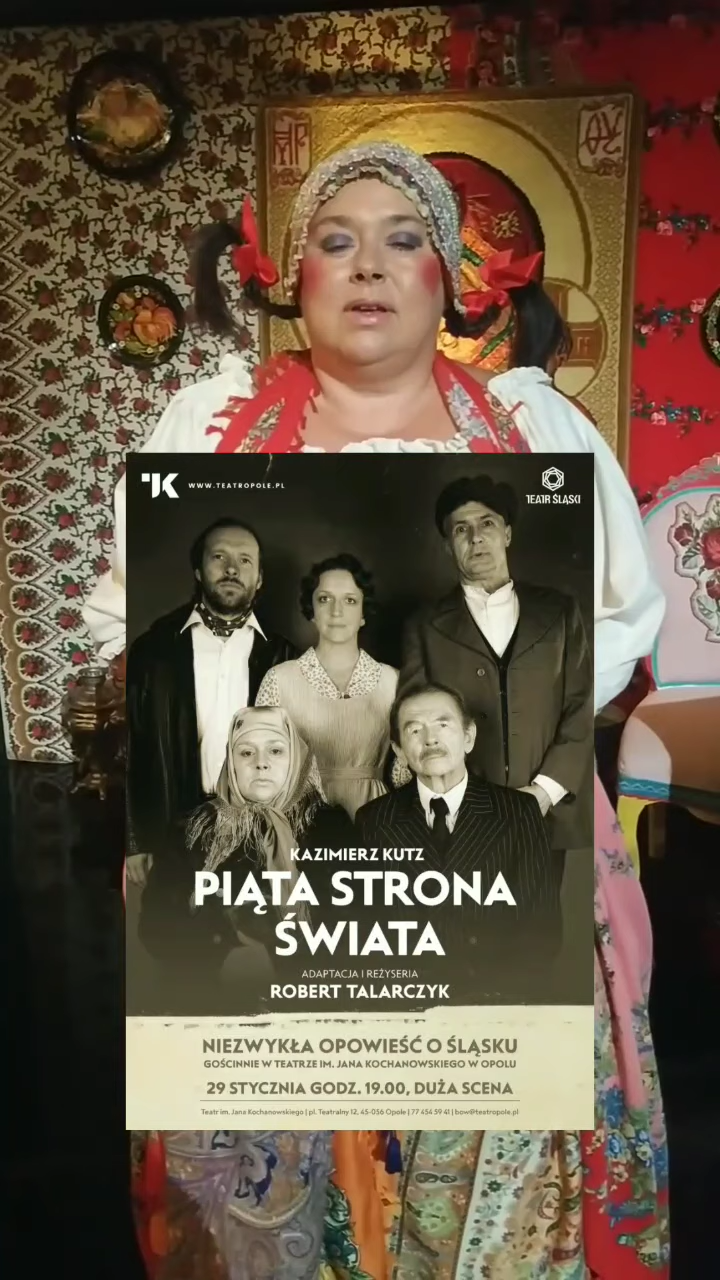 WWW.TEATROPOLE.PL
TEATR ŚLĄSKI
KAZIMIERZ KUTZ
PIĄTA STRONA
ŚWIATA
ADAPTACJA I REŻYSERIA
ROBERT TALARCZYK
NIEZWYKŁA OPOWIEŚĆ O ŚLĄSKU
GOŚCINNIE W TEATRZE IM. JANA KOCHANOWSKIEGO W OPOLU
29 STYCZNIA GODZ. 19.00, DUŻA SCENA
Teatr im. Jana Kochanowskiego | pl. Teatralny 12, 45-056 Opole | 77 454 59 41 | bow@teatropole.pl